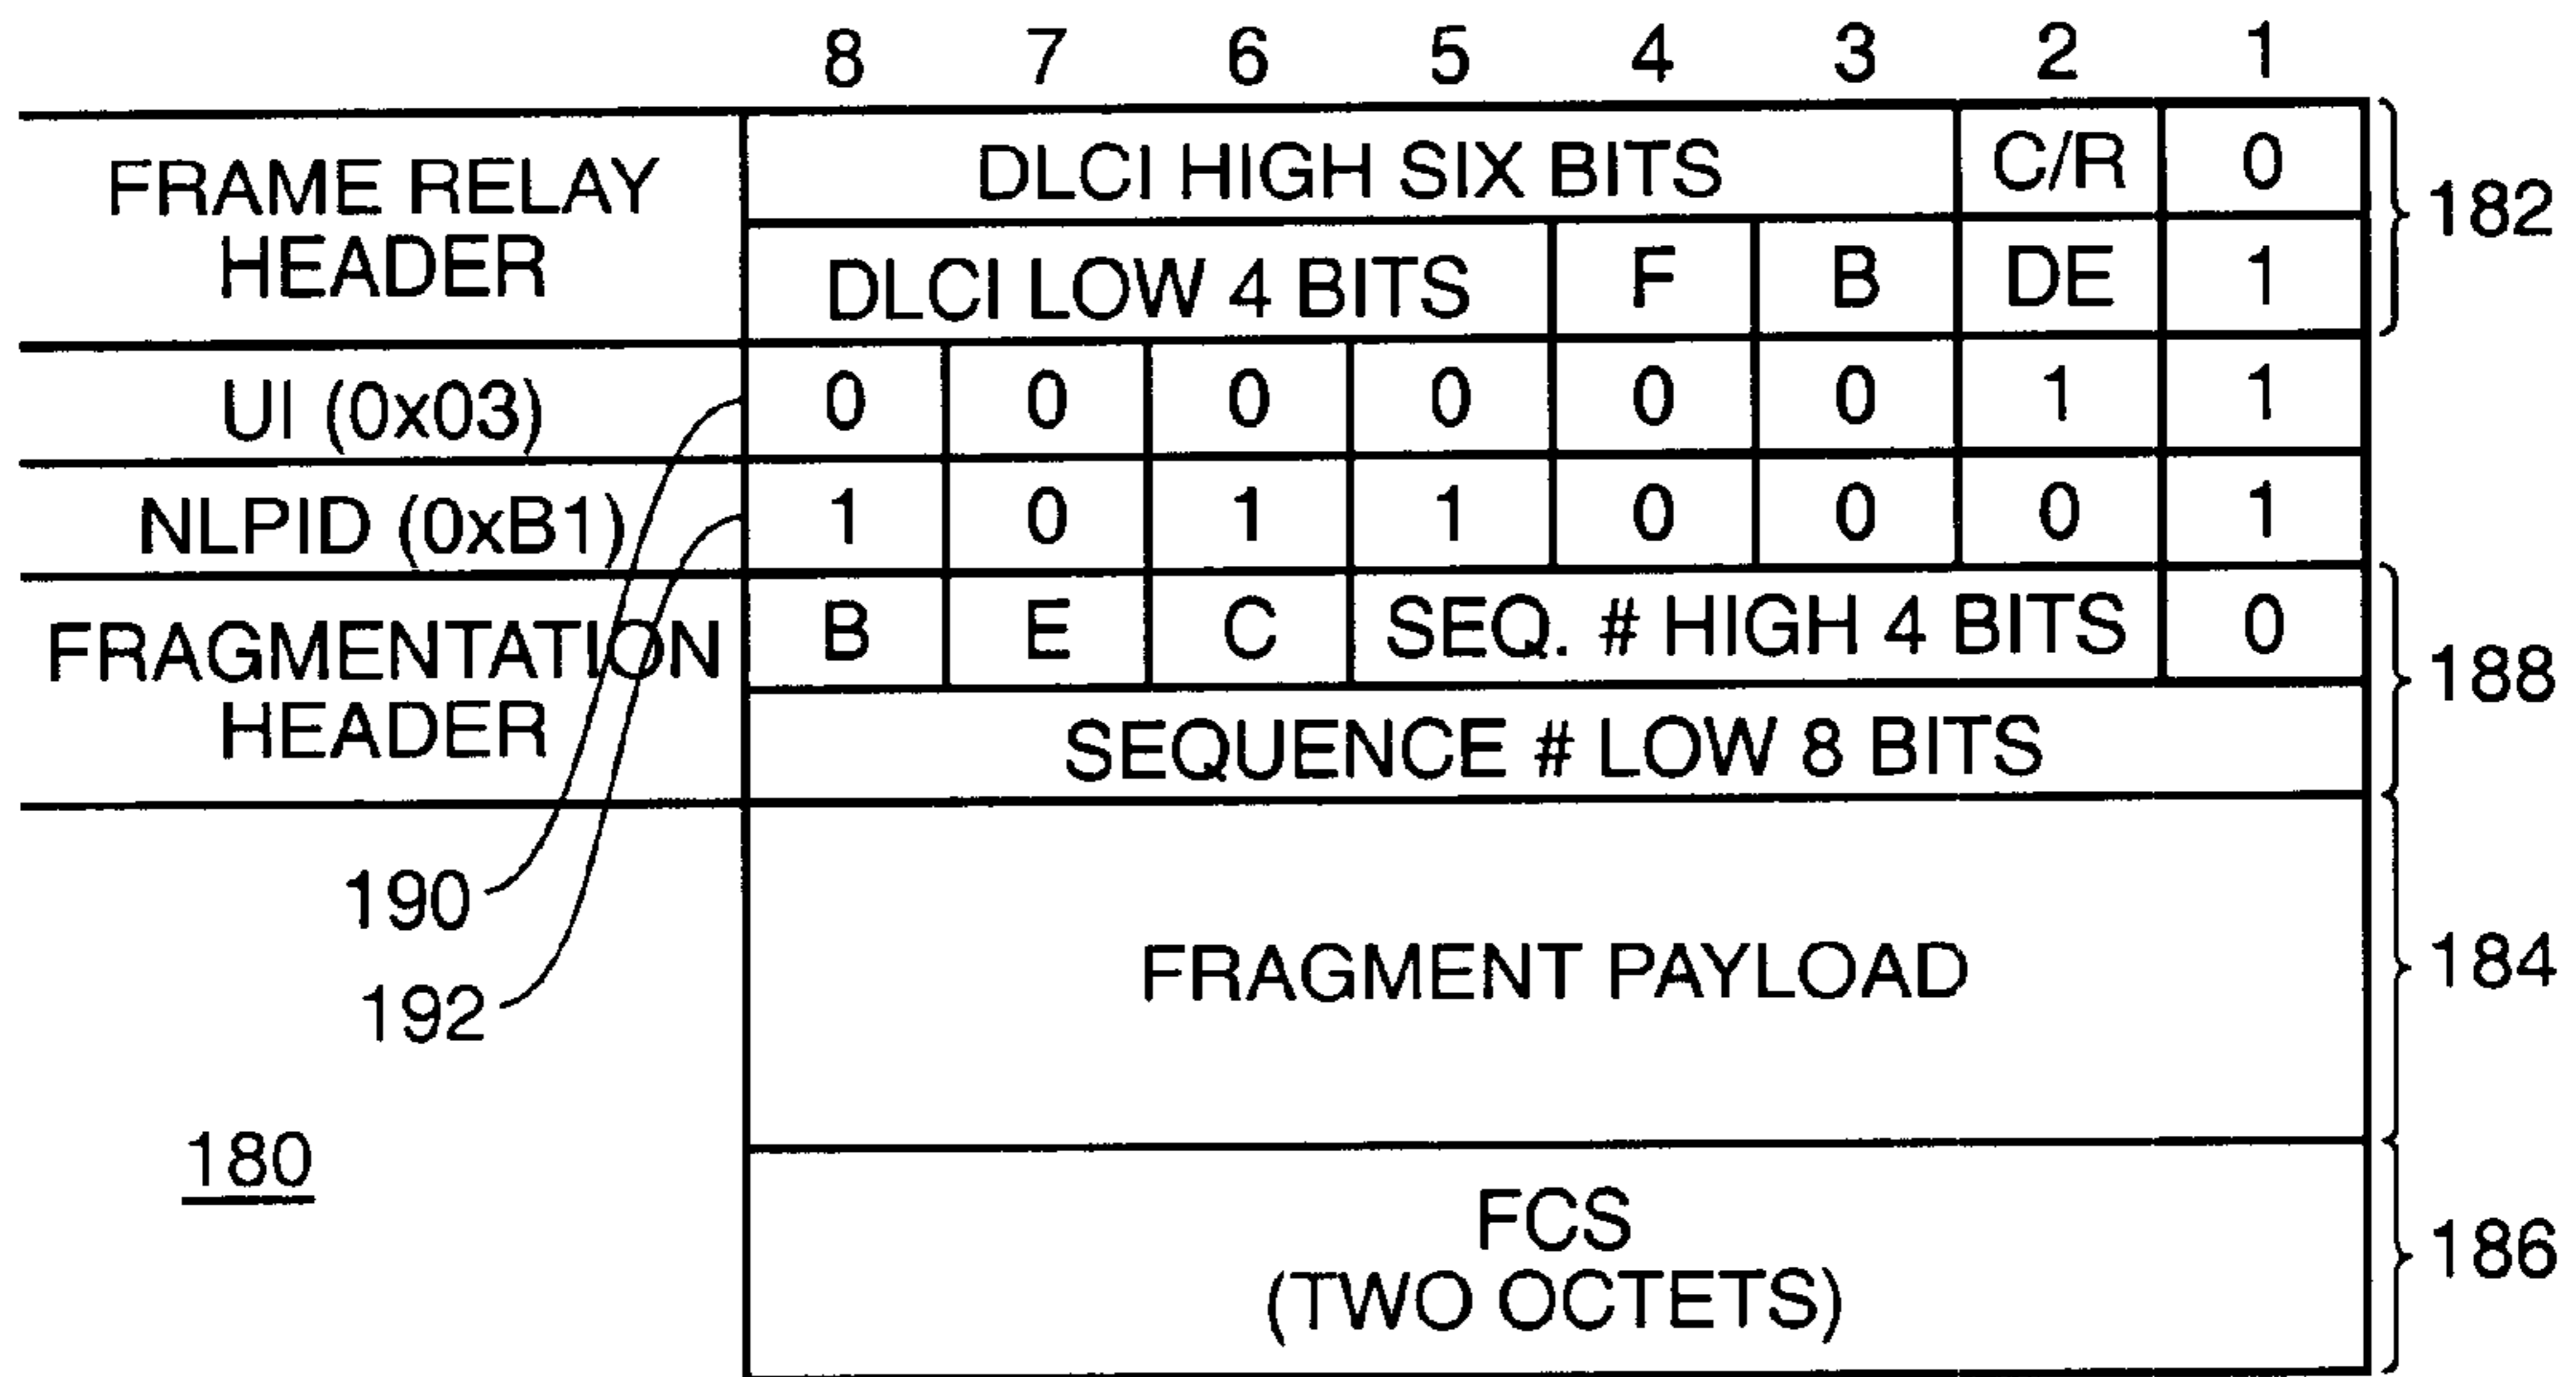 8 7 6 5 4 3 2 1
FRAME RELAY
HEADER
DLCI HIGH SIX BITS C/R 0
182
DLCI LOW 4 BITS F B DE 1
UI (0x03) 0 0 0 0 0 0 1 1
NLPID (0xB1) 1 0 1 1 0 0 0 1
FRAGMENTATION
HEADER
B E C SEQ. # HIGH 4 BITS 0
188
SEQUENCE # LOW 8 BITS
190
192
FRAGMENT PAYLOAD
184
180
FCS
(TWO OCTETS)
186